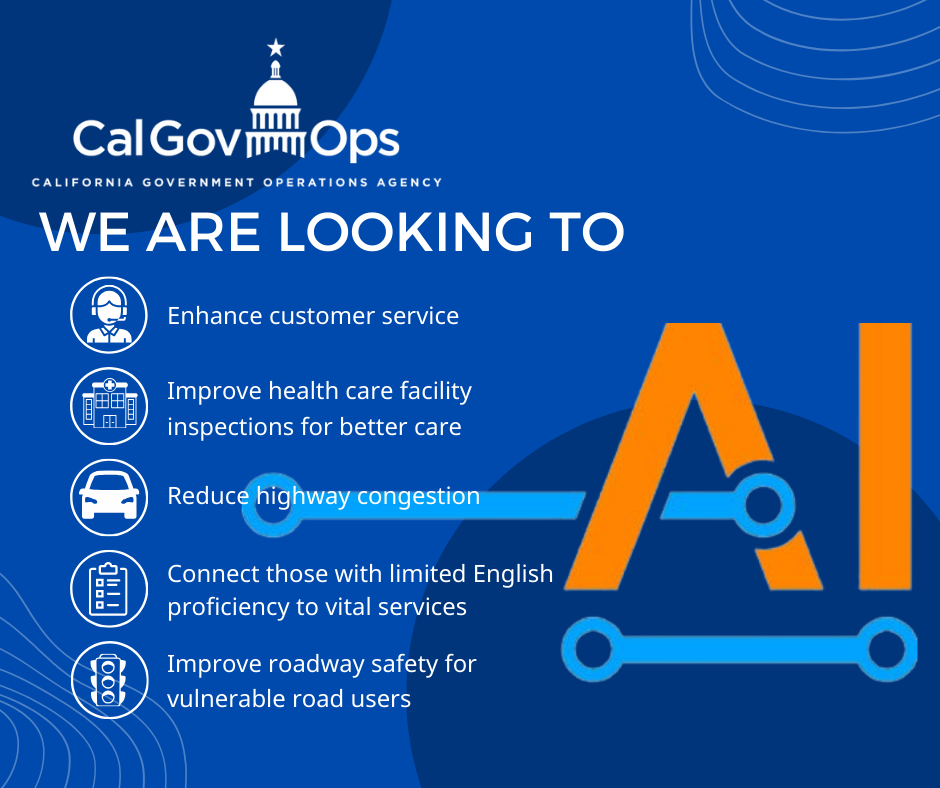 CalGov Ops
CALIFORNIA GOVERNMENT OPERATIONS AGENCY
WE ARE LOOKING TO
Enhance customer service
Improve health care facility
inspections for better care
Reduce highway congestion
Connect those with limited English
proficiency to vital services
Improve roadway safety for
vulnerable road users
AI